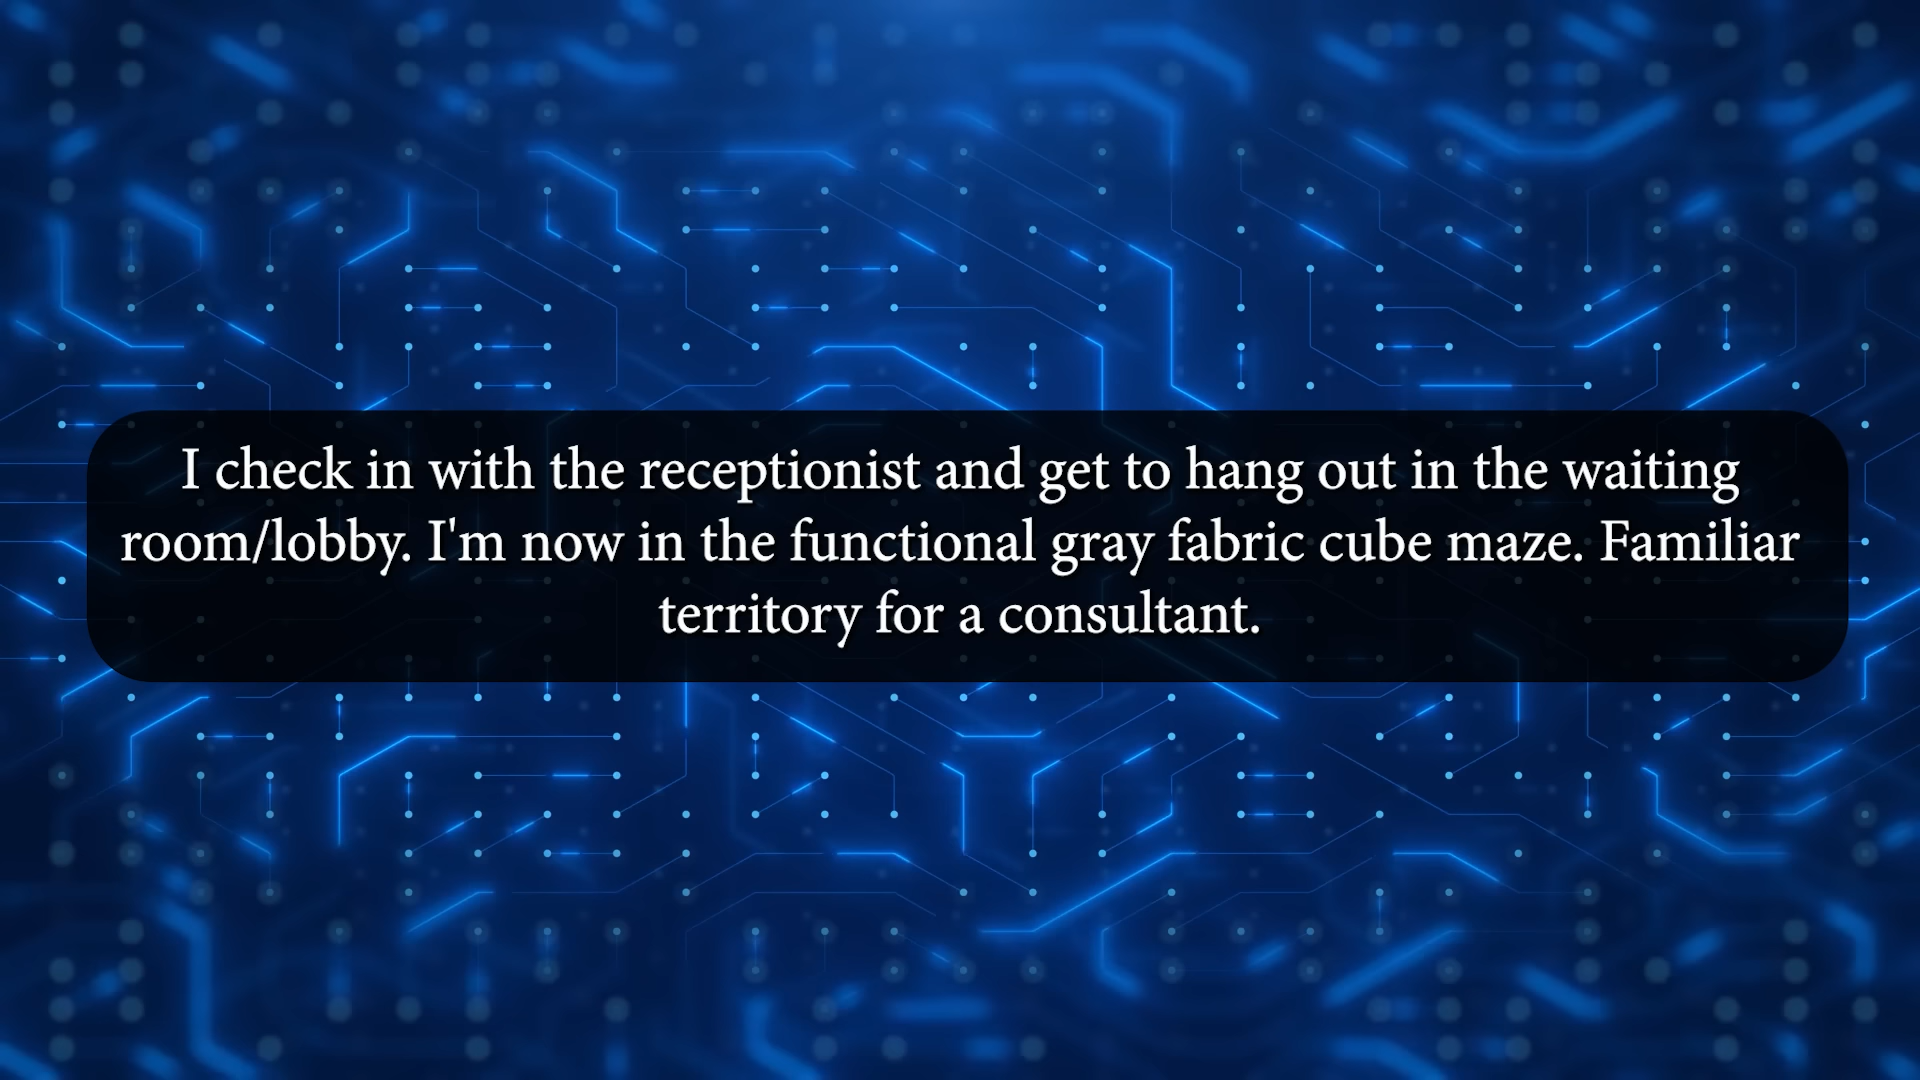 I check in with the receptionist and get to hang out in the waiting
room/lobby. I'm now in the functional gray fabric cube maze. Familiar
territory for a consultant.